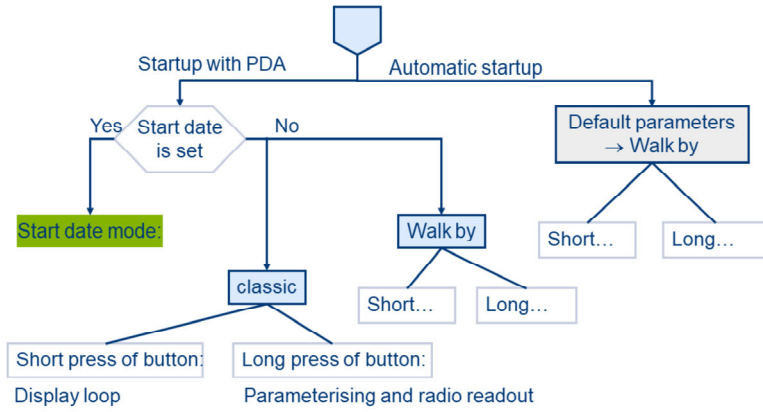 Startup with PDA
Automatic startup
Yes
Start date
is set
No
Default parameters
→ Walk by
Start date mode:
Walk by
Short…
Long…
classic
Short…
Long…
Short press of button:
Long press of button:
Display loop
Parameterising and radio readout